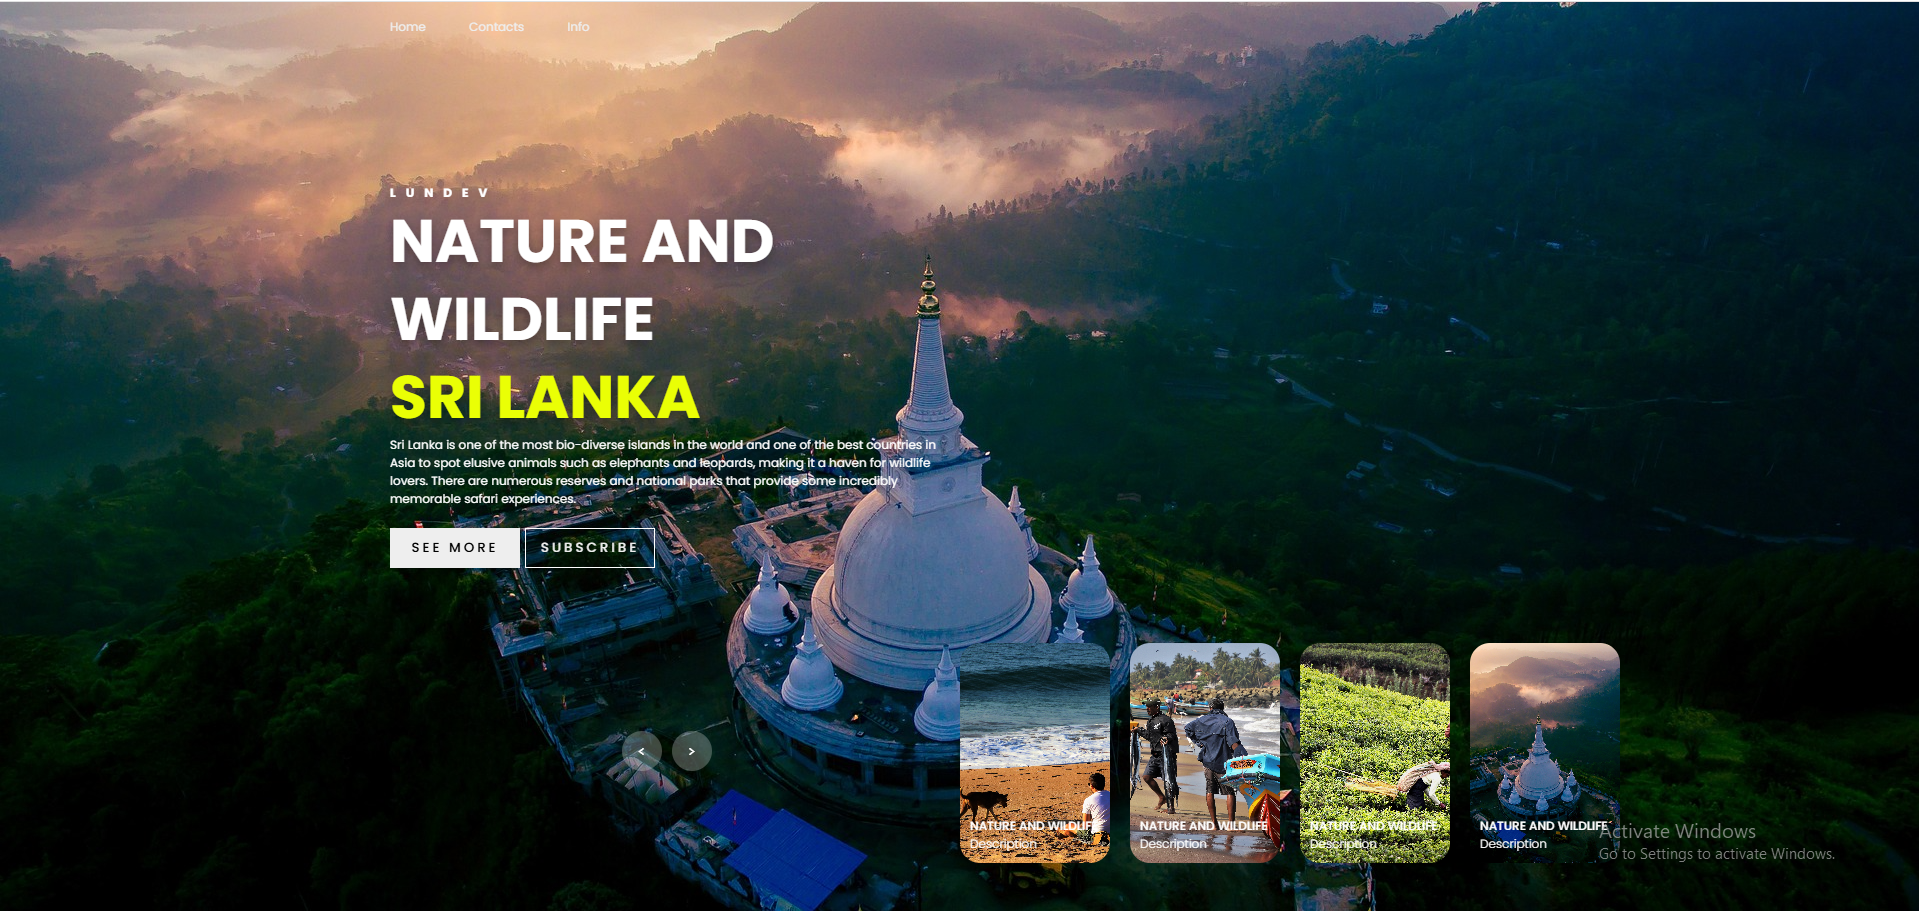 Home Contacts Info
LUNDEV
NATURE AND
WILDLIFE
SRI LANKA
Sri Lanka is one of the most bio-diverse islands in the world and one of the best countries in
Asia to spot elusive animals such as elephants and leopards, making it a haven for wildlife
lovers. There are numerous reserves and national parks that provide some incredibly
memorable safari experiences.
SEE MORE SUBSCRIBE
< >
NATURE AND WILDLIFE
Description
NATURE AND WILDLIFE
Description
NATURE AND WILDLIFE
Description
NATURE AND WILDLIFE
Description
Activate Windows
Go to Settings to activate Windows.